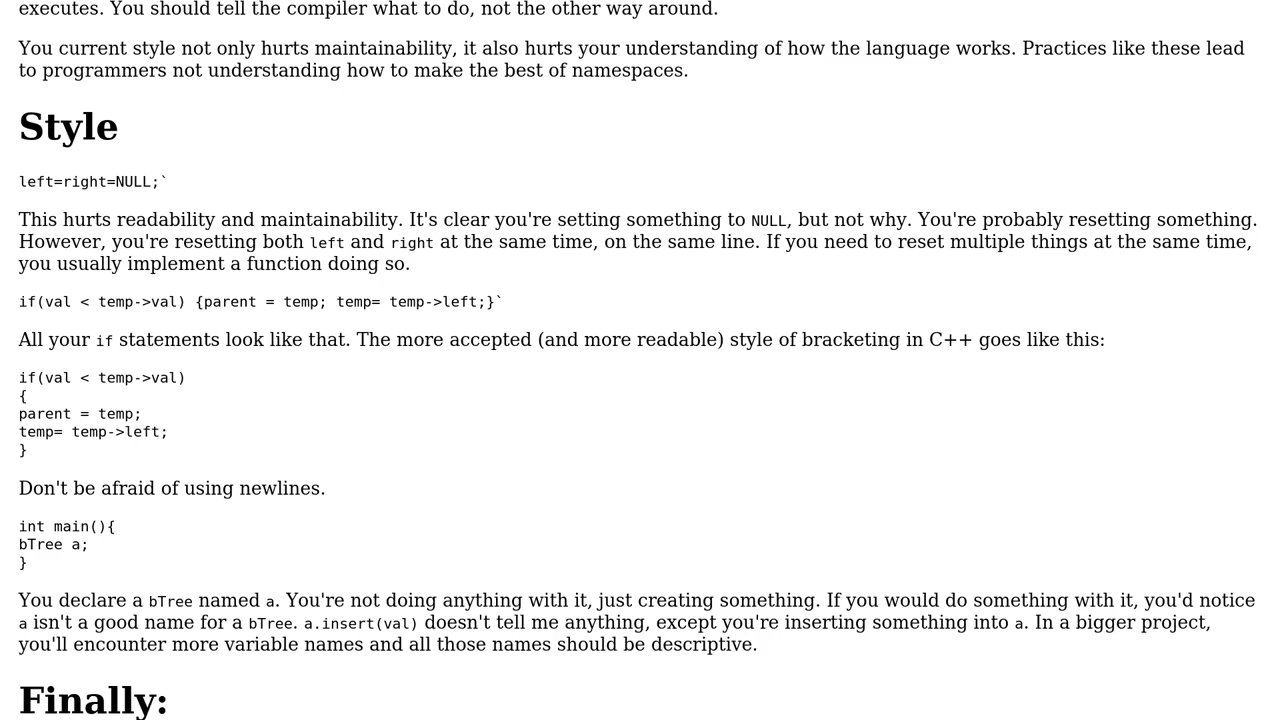 executes. You should tell the compiler what to do, not the other way around.
You current style not only hurts maintainability, it also hurts your understanding of how the language works. Practices like these lead
to programmers not understanding how to make the best of namespaces.
Style
left=right=NULL;`
This hurts readability and maintainability. It's clear you're setting something to NULL, but not why. You're probably resetting something.
However, you're resetting both left and right at the same time, on the same line. If you need to reset multiple things at the same time,
you usually implement a function doing so.
if(val < temp->val) {parent = temp; temp= temp->left;}`
All your if statements look like that. The more accepted (and more readable) style of bracketing in C++ goes like this:
if(val < temp->val)
{
parent = temp;
temp= temp->left;
}
Don't be afraid of using newlines.
int main(){
bTree a;
}
You declare a bTree named a. You're not doing anything with it, just creating something. If you would do something with it, you'd notice
a isn't a good name for a bTree. a.insert(val) doesn't tell me anything, except you're inserting something into a. In a bigger project,
you'll encounter more variable names and all those names should be descriptive.
Finally: